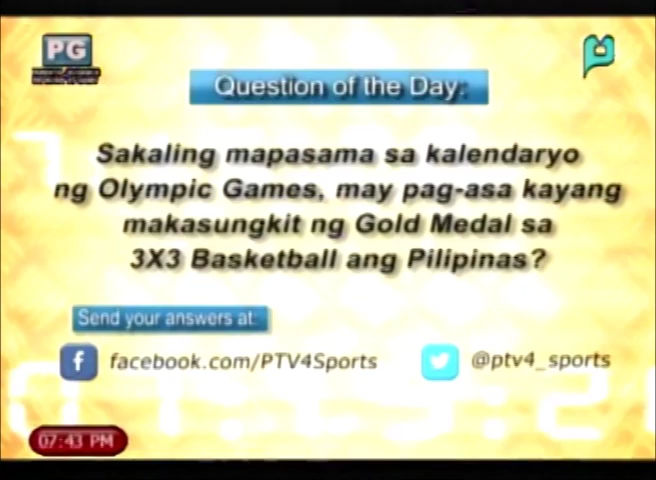 PG
Question of the Day:
Sakaling mapasama sa kalendaryo
ng Olympic Games, may pag-asa kayang
makasungkit ng Gold Medal sa
3X3 Basketball ang Pilipinas?
Send your answers at:
facebook.com/PTV4Sports
@ptv4_sports
07:43 PM